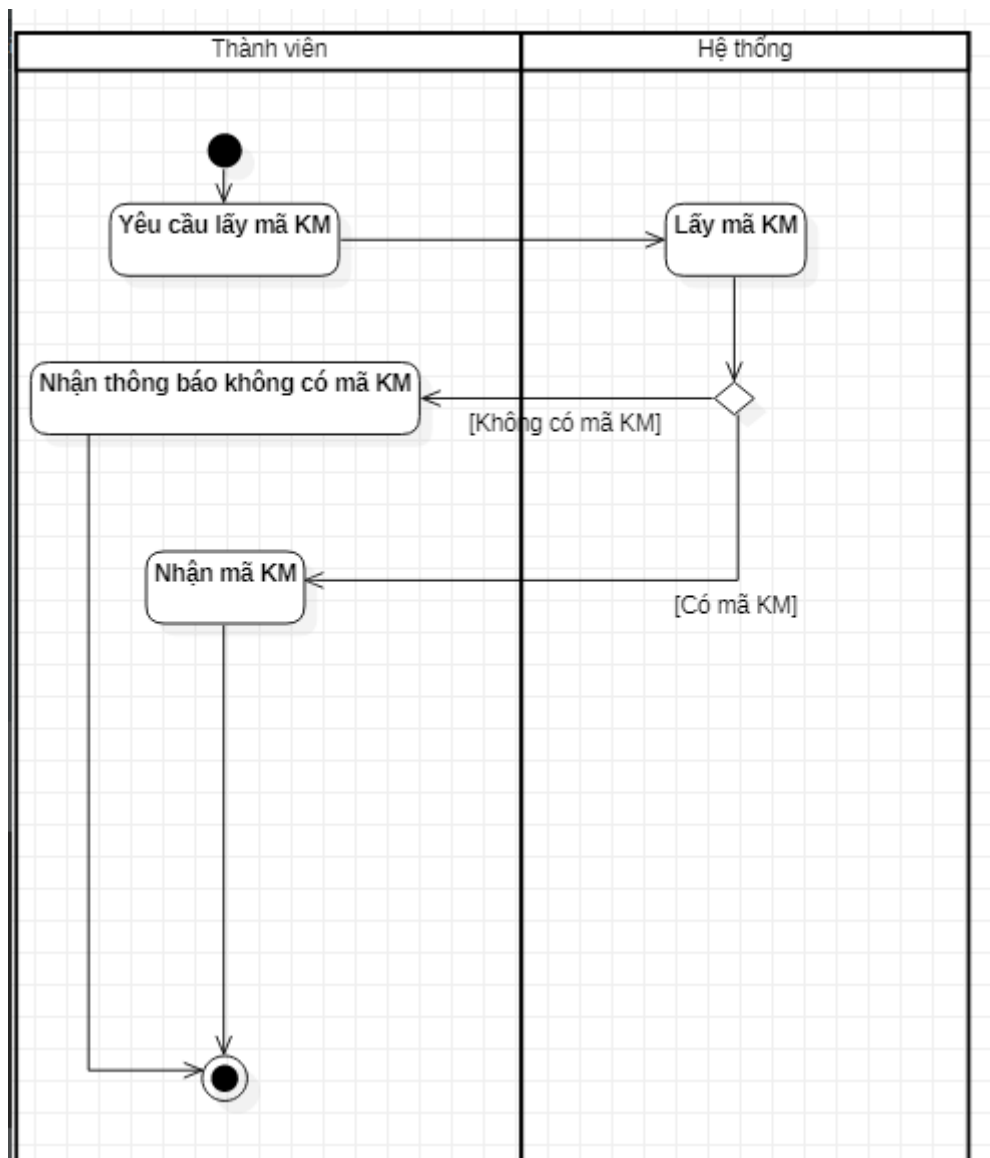 Thành viên
Hệ thống
Yêu cầu lấy mã KM
Lấy mã KM
Nhận thông báo không có mã KM
[Không có mã KM]
Nhận mã KM
[Có mã KM]